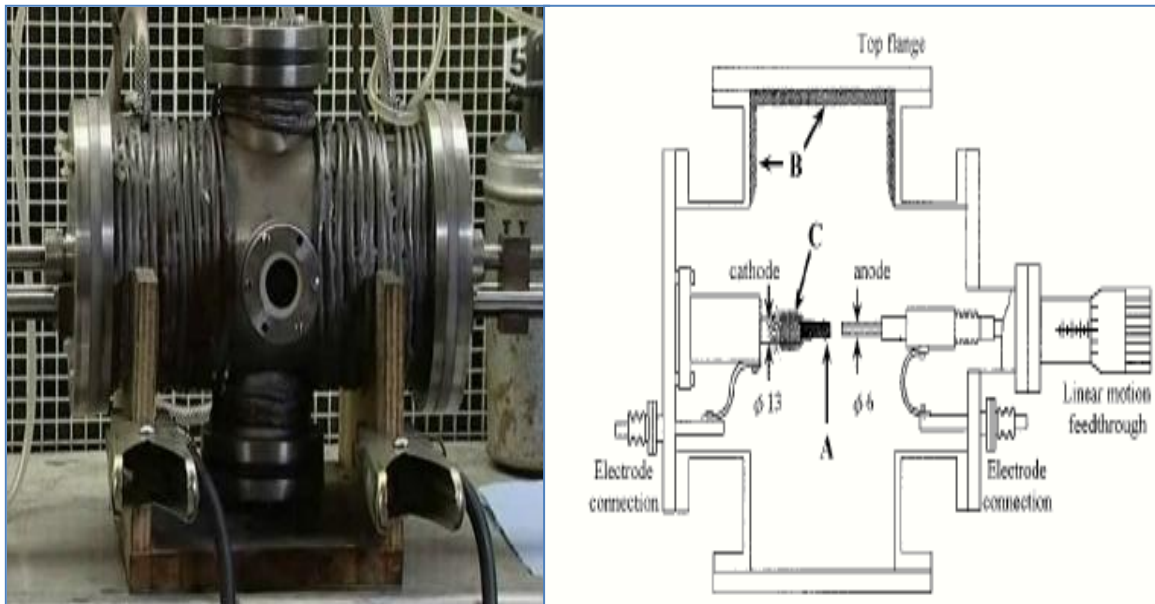 5
Top flange
B
C
cathode
anode
ϕ 13
ϕ 6
A
Linear motion
feedthrough
Electrode
connection
Electrode
connection